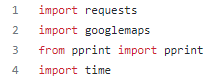 1 import requests
2 import googlemaps
3 from pprint import pprint
4 import time